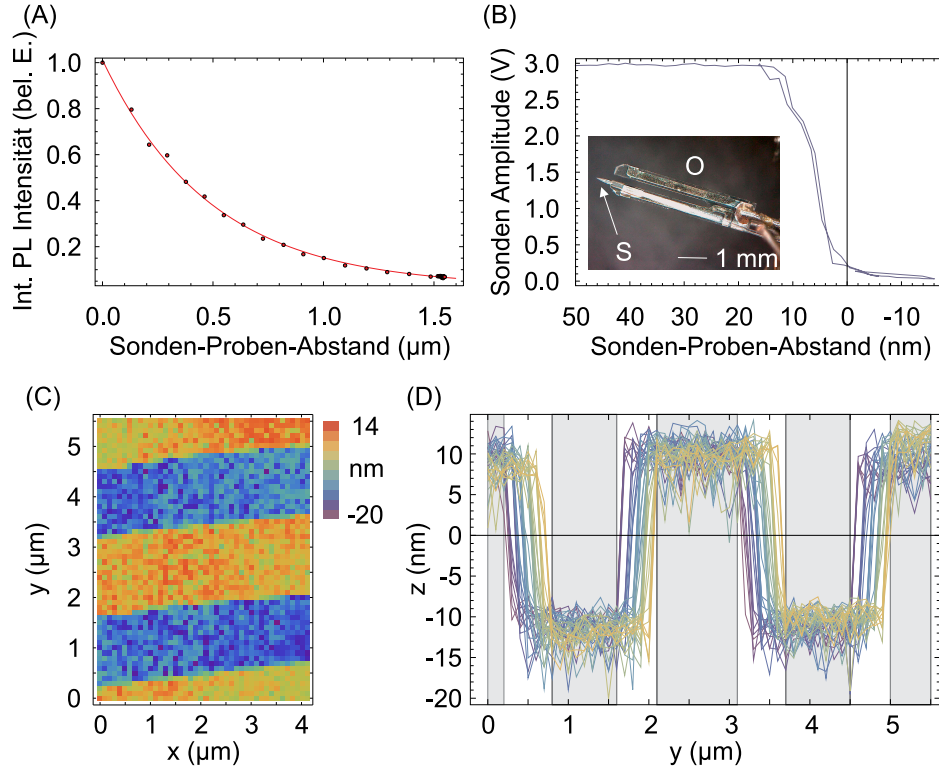 (A)
Int. PL Intensität (bel. E.)
1.0
0.8
0.6
0.4
0.2
0.0 0.5 1.0 1.5
Sonden-Proben-Abstand (µm)
(B)
Sonden Amplitude (V)
3.0
2.5
2.0
1.5
1.0
0.5
0.0
O
S
1 mm
50 40 30 20 10 0 -10
Sonden-Proben-Abstand (nm)
(C)
y (µm)
5
4
3
2
1
0
0 1 2 3 4
x (µm)
14
nm
-20
(D)
z (nm)
10
5
0
-5
-10
-15
-20
0 1 2 3 4 5
y (µm)